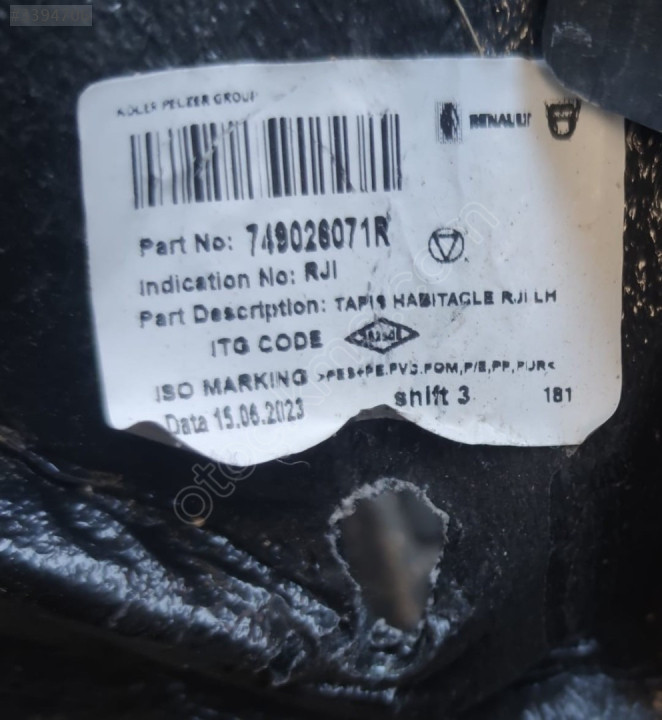 ADLER PELZER GROUP
RENAULT
Part No: 749026071R
Indication No: RJI
Part Description: TAPIS HABITACLE RJI LH
ITG CODE
ISO MARKING >PES+PE,PVC,POM,P/E,PP,PUR<
Data 15.06.2023
shift 3
181